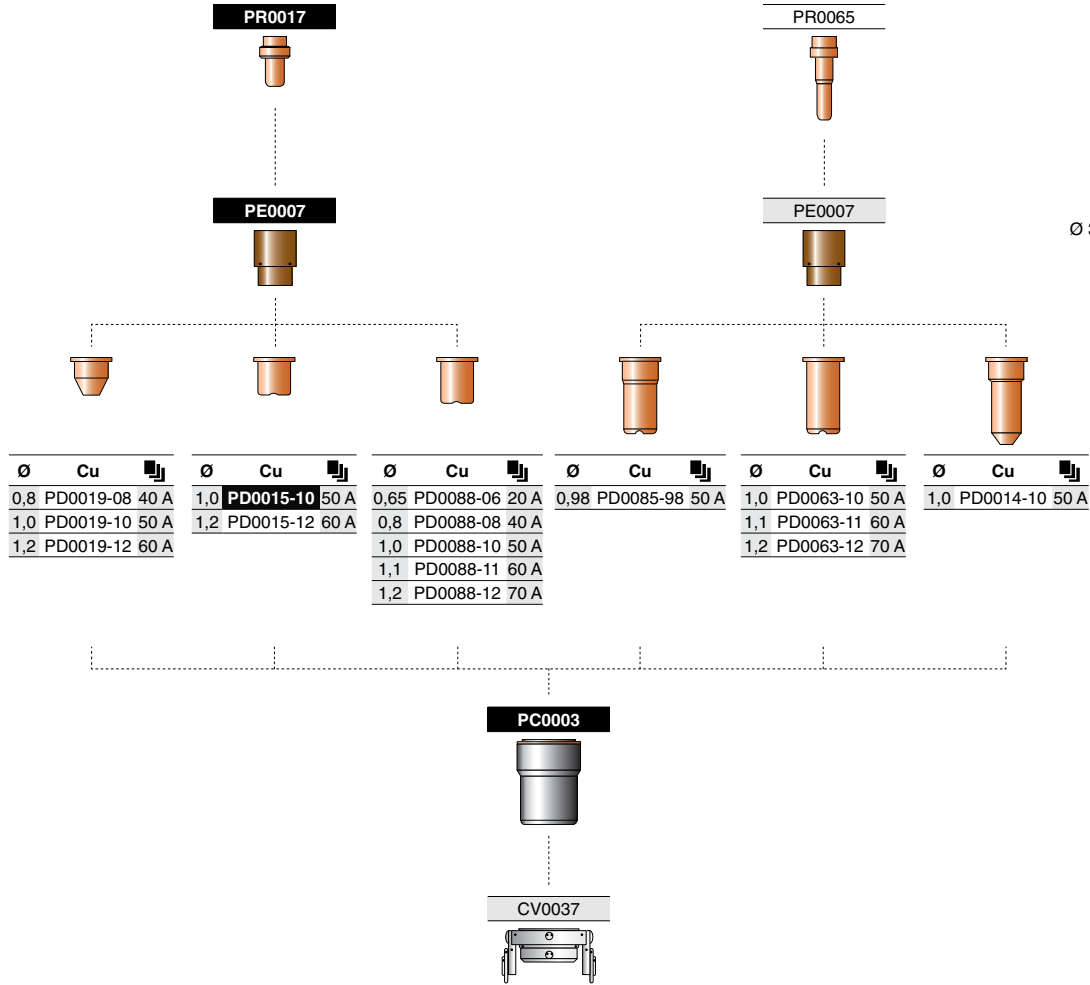 PR0017
PR0065
PE0007
PE0007
Ø 3
Ø Cu
0,8 PD0019-08 40 A
1,0 PD0019-10 50 A
1,2 PD0019-12 60 A
Ø Cu
1,0 PD0015-10 50 A
1,2 PD0015-12 60 A
Ø Cu
0,65 PD0088-06 20 A
0,8 PD0088-08 40 A
1,0 PD0088-10 50 A
1,1 PD0088-11 60 A
1,2 PD0088-12 70 A
Ø Cu
0,98 PD0085-98 50 A
Ø Cu
1,0 PD0063-10 50 A
1,1 PD0063-11 60 A
1,2 PD0063-12 70 A
Ø Cu
1,0 PD0014-10 50 A
PC0003
CV0037